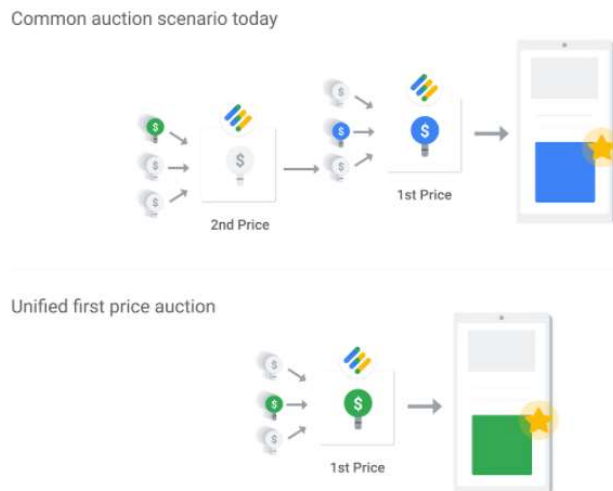 Common auction scenario today
$
$
$
$
$
$
$
$
1st Price
2nd Price
Unified first price auction
$
$
$
$
1st Price